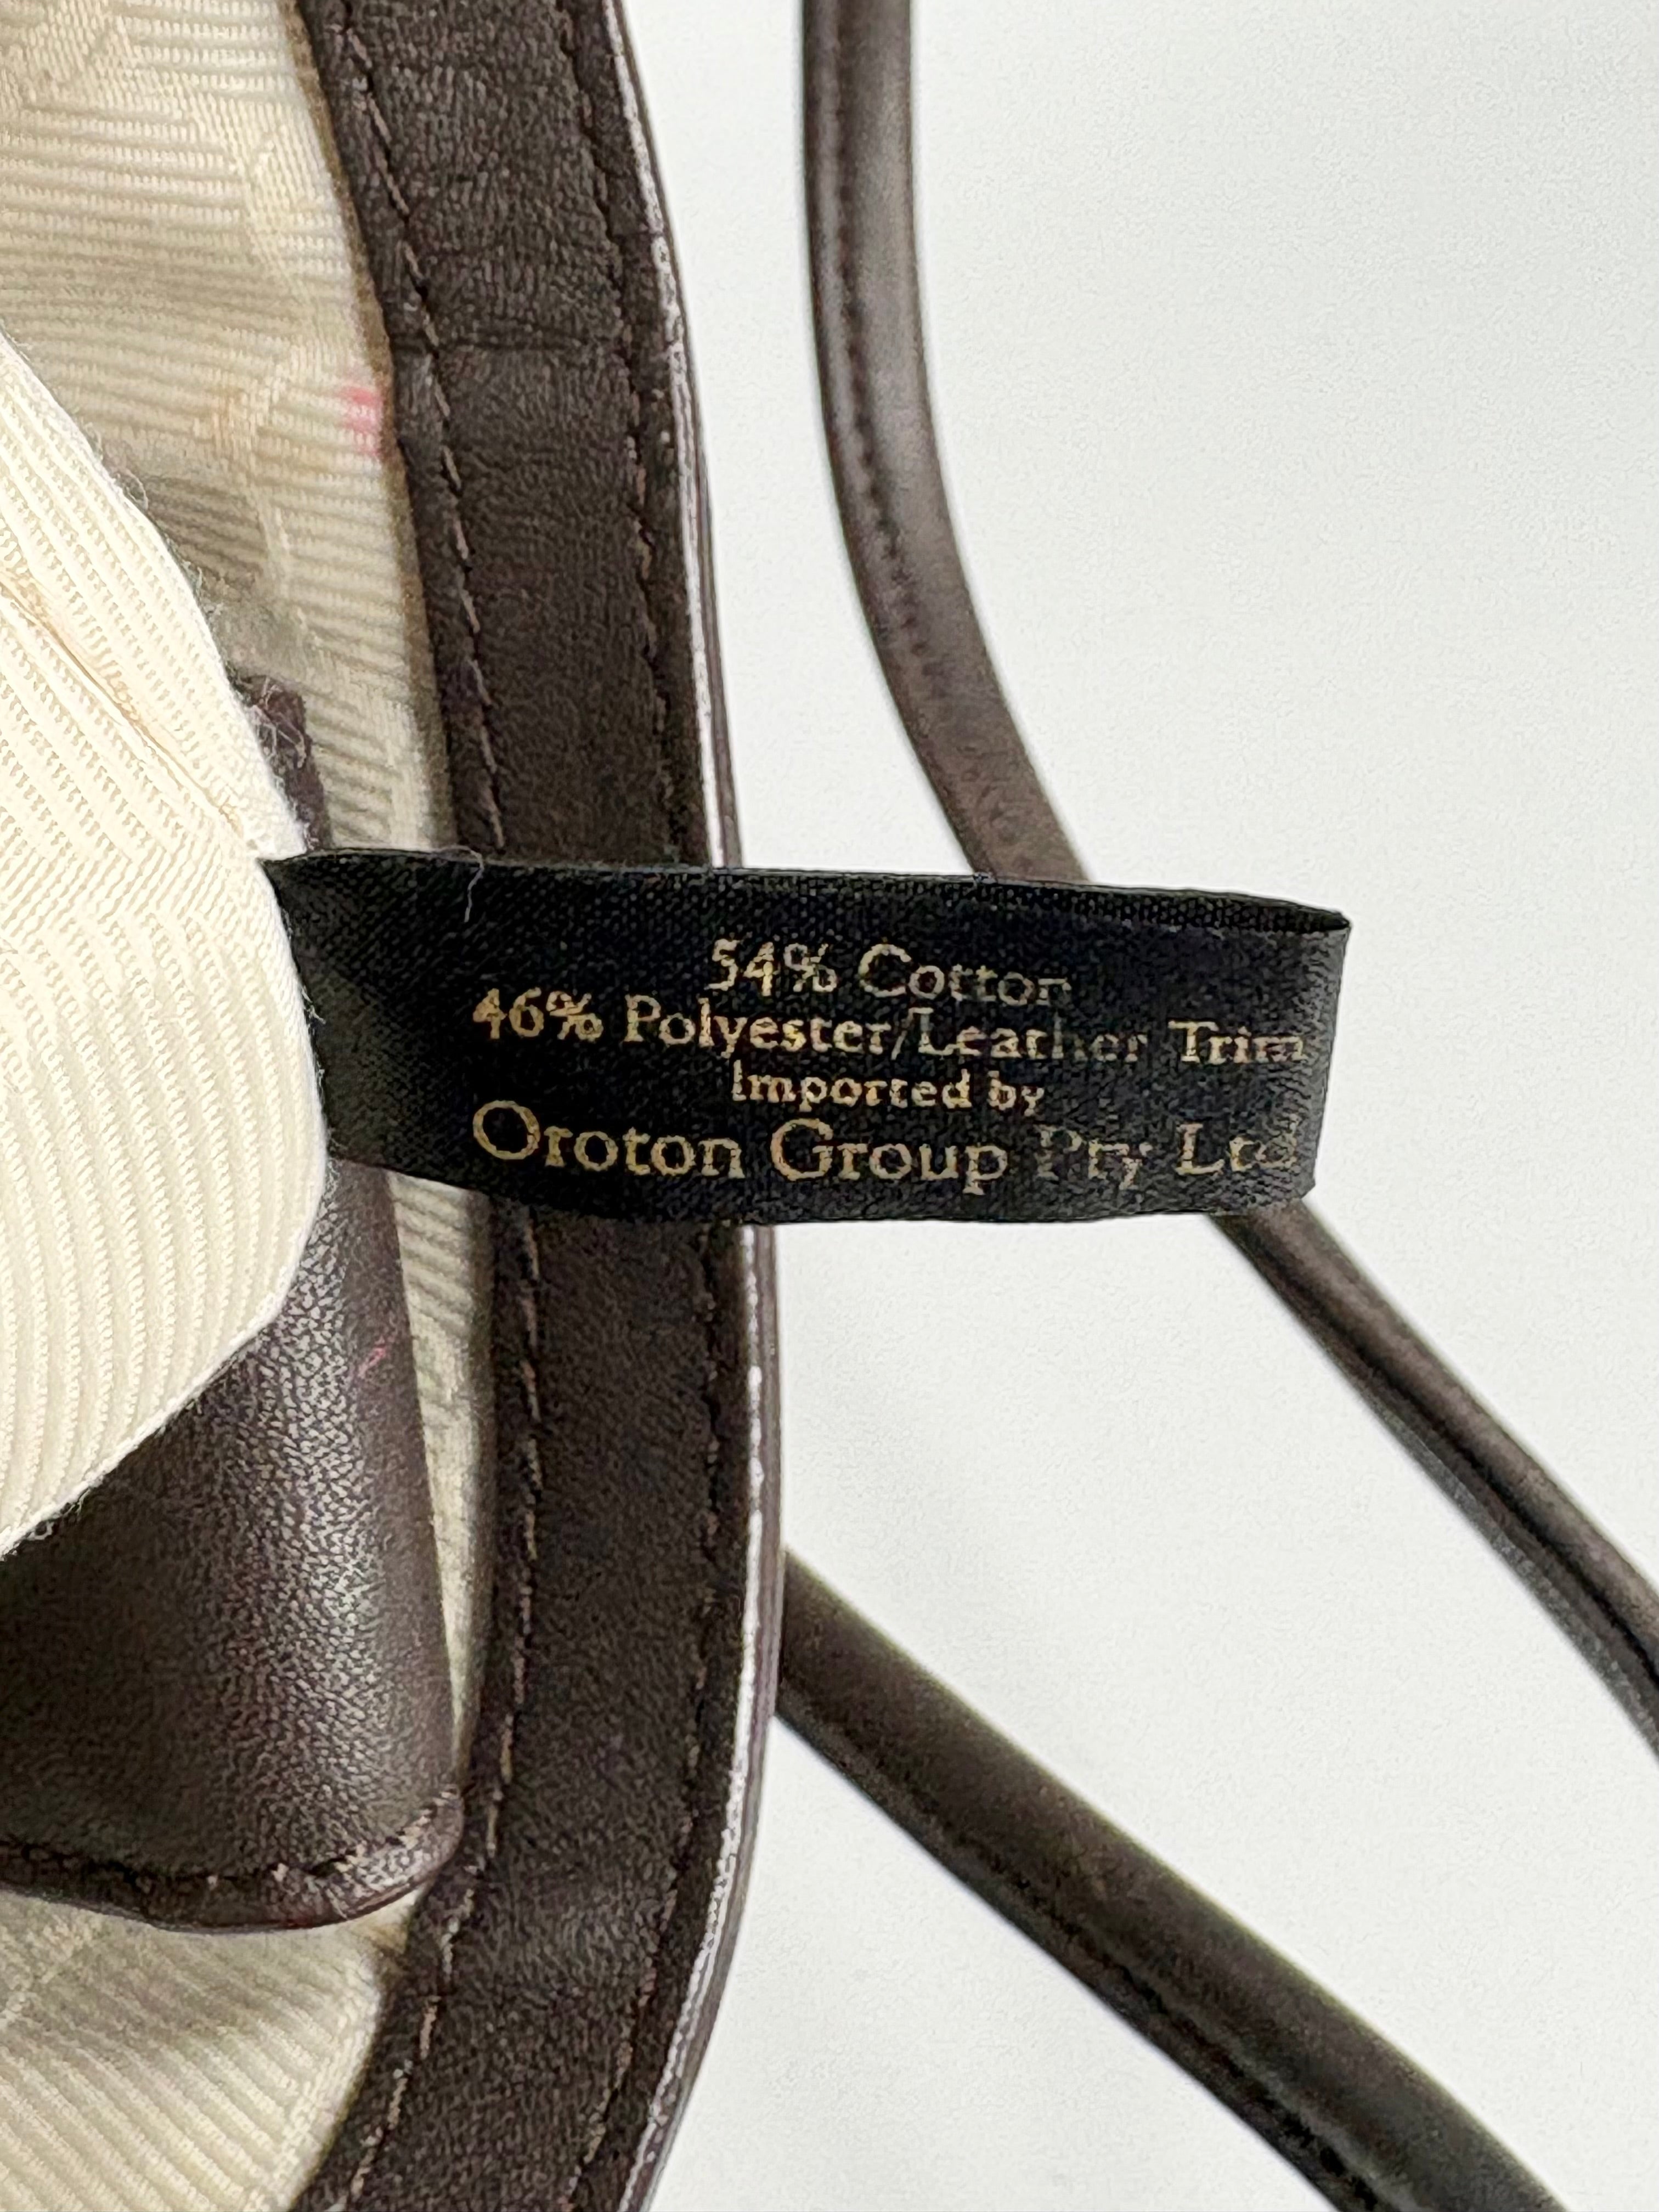 54% Cotton
46% Polyester/Leather Trim
Imported by
Oroton Group Pty Ltd